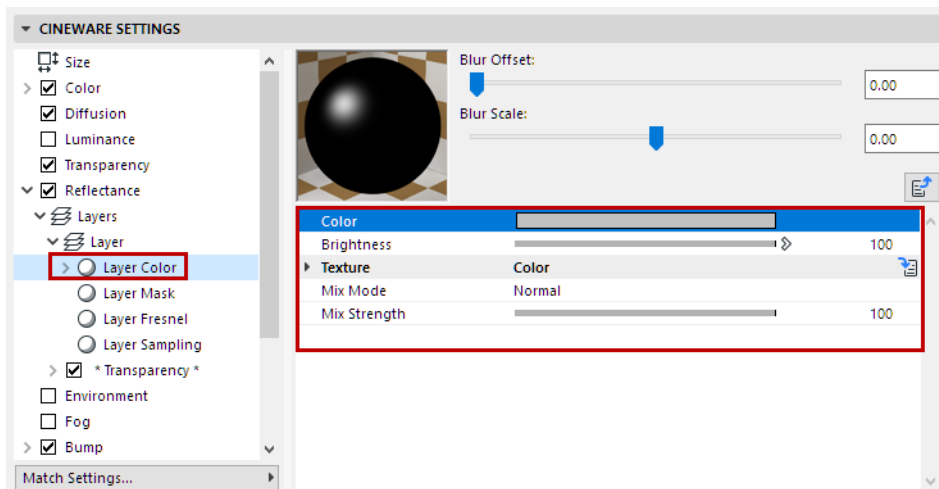 CINEWARE SETTINGS
Size
Color
Diffusion
Luminance
Transparency
Reflectance
Layers
Layer
Layer Color
Layer Mask
Layer Fresnel
Layer Sampling
* Transparency *
Environment
Fog
Bump
Match Settings...
Blur Offset:
0.00
Blur Scale:
0.00
Color
Brightness 100
Texture Color
Mix Mode Normal
Mix Strength 100